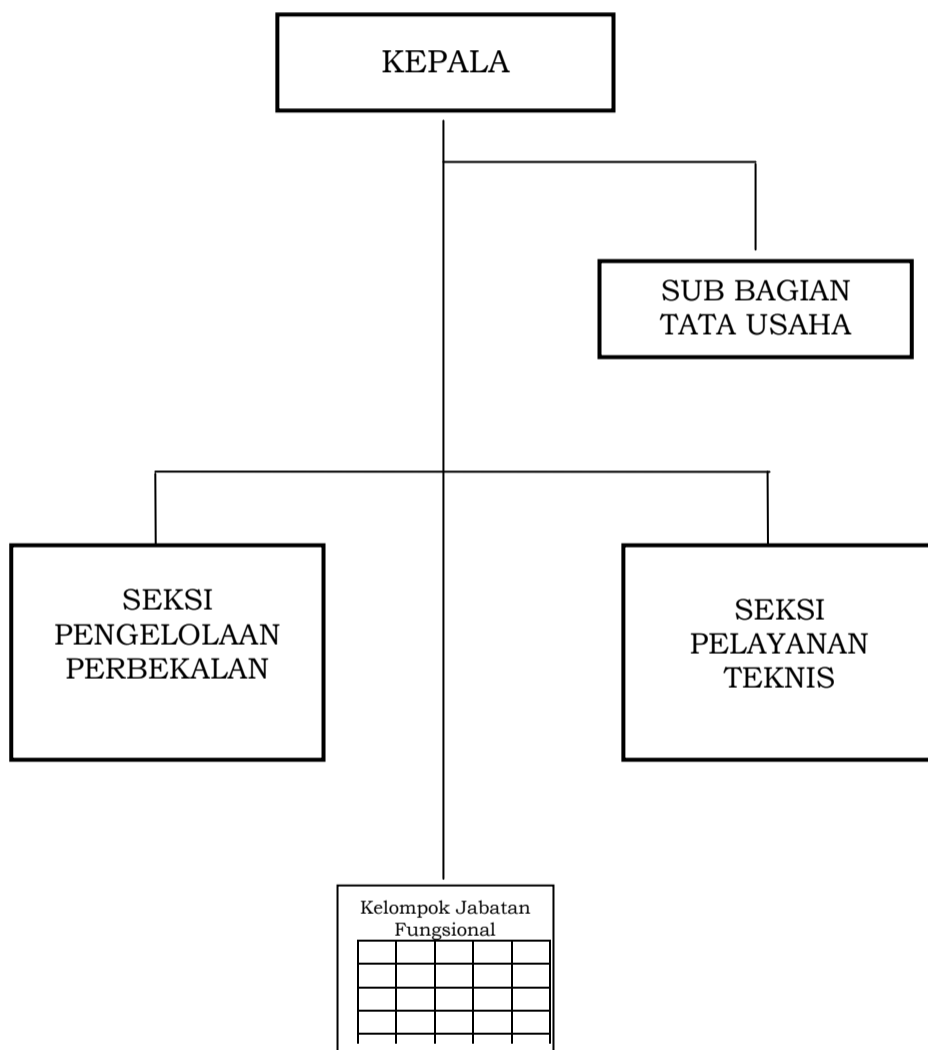 KEPALA
SUB BAGIAN
TATA USAHA
SEKSI
PENGELOLAAN
PERBEKALAN
SEKSI
PELAYANAN
TEKNIS
Kelompok Jabatan
Fungsional